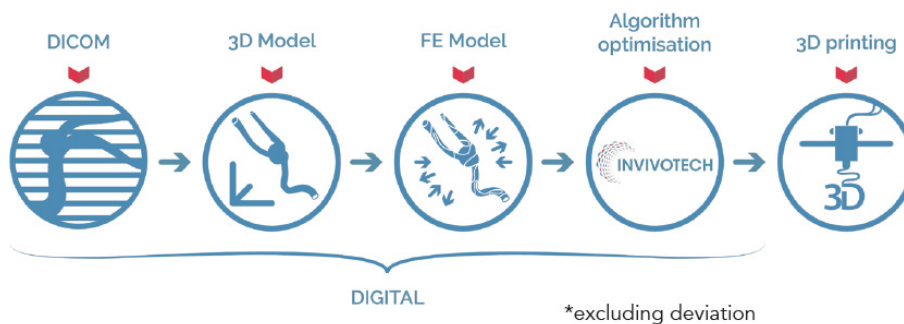 DICOM
3D Model
FE Model
Algorithm
optimisation
3D printing
INVIVOTECH
3D
DIGITAL
*excluding deviation